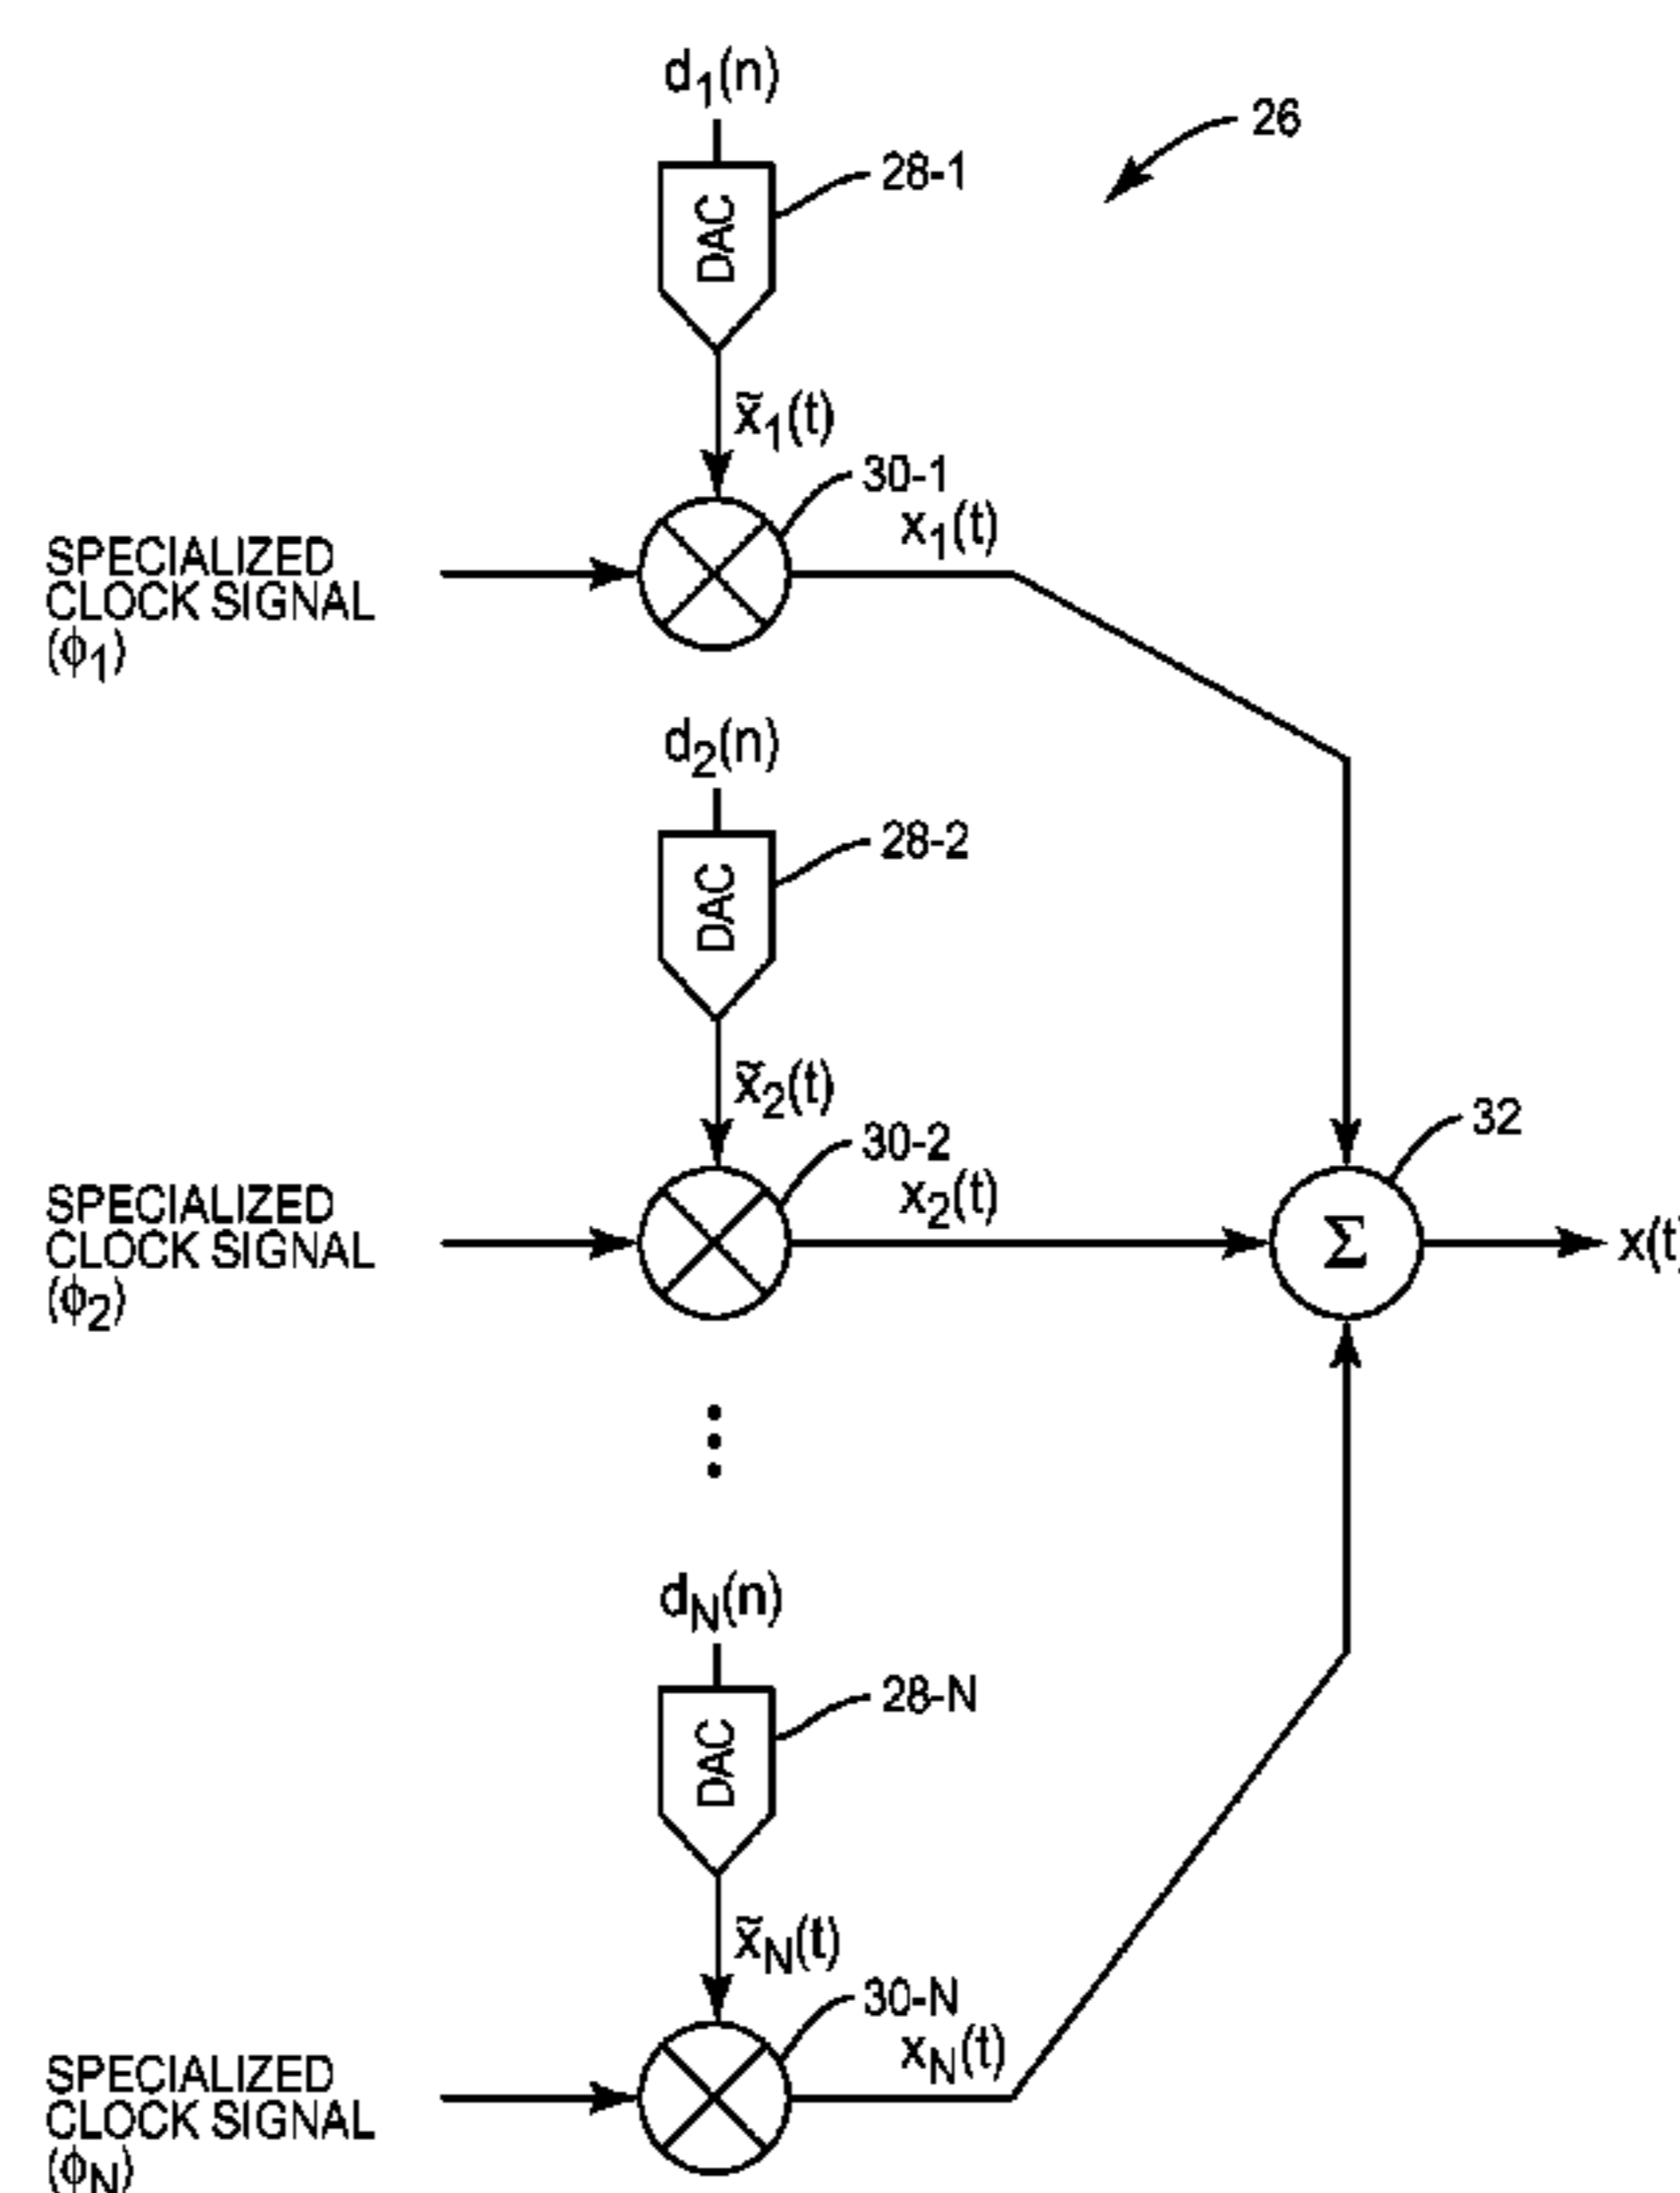 d1(n)
26
28-1
DAC
x̃1(t)
30-1
x1(t)
SPECIALIZED
CLOCK SIGNAL
(ϕ1)
d2(n)
28-2
DAC
x̃2(t)
30-2
x2(t)
32
SPECIALIZED
CLOCK SIGNAL
(ϕ2)
Σ
x(t)
dN(n)
28-N
DAC
x̃N(t)
30-N
xN(t)
SPECIALIZED
CLOCK SIGNAL
(ϕN)